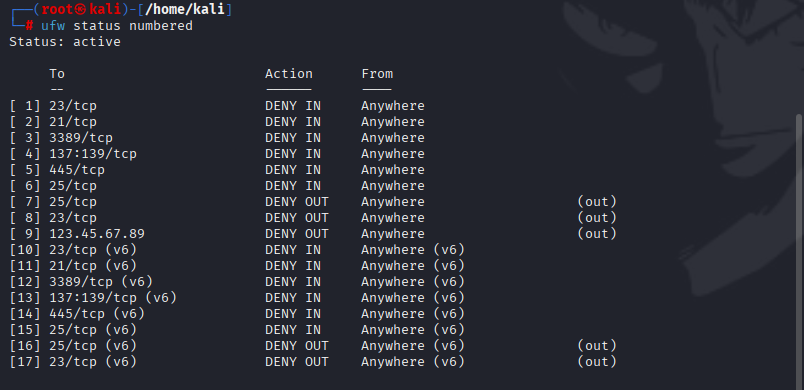 ┌──(root㉿kali)-[/home/kali]
└─# ufw status numbered
Status: active

     To                         Action      From
     --                         ------      ----
[ 1] 23/tcp                     DENY IN     Anywhere
[ 2] 21/tcp                     DENY IN     Anywhere
[ 3] 3389/tcp                   DENY IN     Anywhere
[ 4] 137:139/tcp                DENY IN     Anywhere
[ 5] 445/tcp                    DENY IN     Anywhere
[ 6] 25/tcp                     DENY IN     Anywhere
[ 7] 25/tcp                     DENY OUT    Anywhere                   (out)
[ 8] 23/tcp                     DENY OUT    Anywhere                   (out)
[ 9] 123.45.67.89               DENY OUT    Anywhere                   (out)
[10] 23/tcp (v6)                DENY IN     Anywhere (v6)
[11] 21/tcp (v6)                DENY IN     Anywhere (v6)
[12] 3389/tcp (v6)              DENY IN     Anywhere (v6)
[13] 137:139/tcp (v6)           DENY IN     Anywhere (v6)
[14] 445/tcp (v6)               DENY IN     Anywhere (v6)
[15] 25/tcp (v6)                DENY IN     Anywhere (v6)
[16] 25/tcp (v6)                DENY OUT    Anywhere (v6)              (out)
[17] 23/tcp (v6)                DENY OUT    Anywhere (v6)              (out)